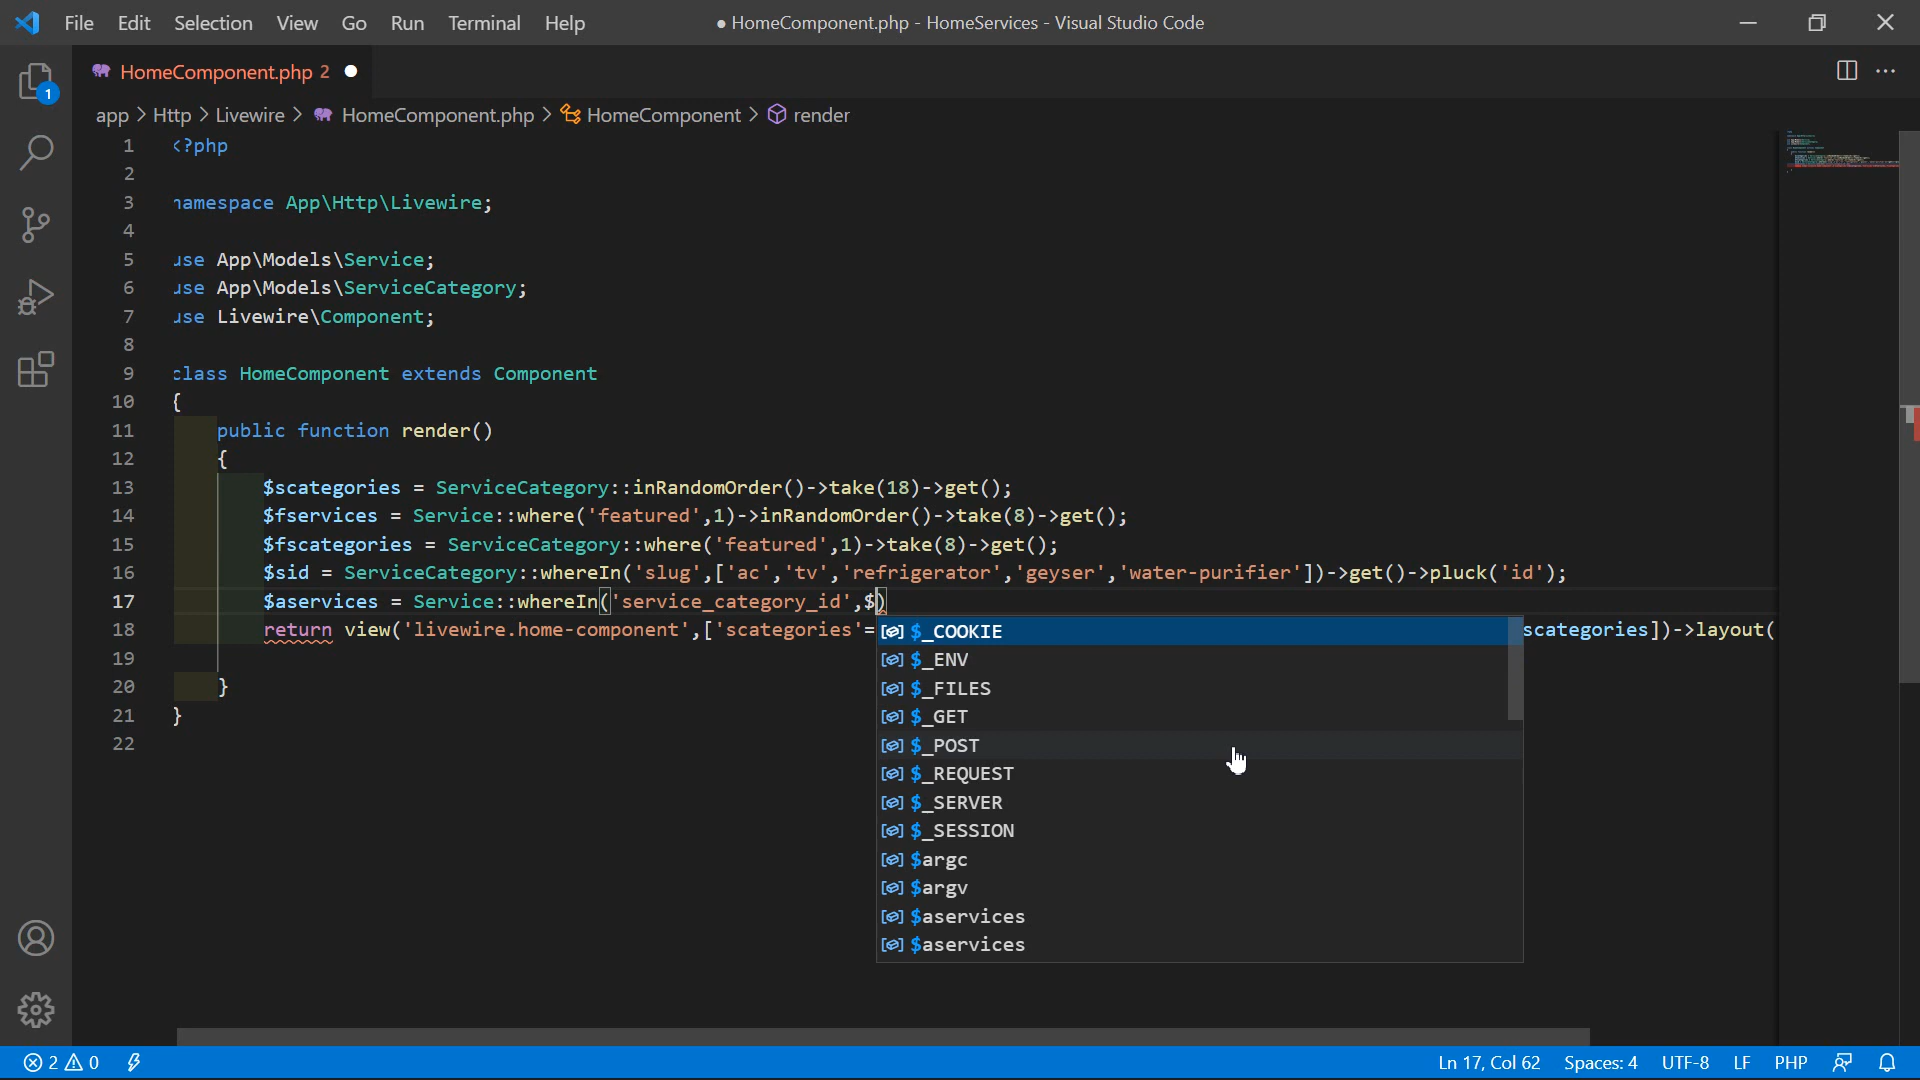 File Edit Selection View Go Run Terminal Help
● HomeComponent.php - HomeServices - Visual Studio Code
1
HomeComponent.php 2 ●
app > Http > Livewire > HomeComponent.php > HomeComponent > render
1 <?php
2
3 namespace App\Http\Livewire;
4
5 use App\Models\Service;
6 use App\Models\ServiceCategory;
7 use Livewire\Component;
8
9 class HomeComponent extends Component
10 {
11 public function render()
12 {
13 $scategories = ServiceCategory::inRandomOrder()->take(18)->get();
14 $fservices = Service::where('featured',1)->inRandomOrder()->take(8)->get();
15 $fscategories = ServiceCategory::where('featured',1)->take(8)->get();
16 $sid = ServiceCategory::whereIn('slug',['ac','tv','refrigerator','geyser','water-purifier'])->get()->pluck('id');
17 $aservices = Service::whereIn('service_category_id',$)
18 return view('livewire.home-component',['scategories'= scategories])->layout(
19
20 }
21 }
22
$_COOKIE
$_ENV
$_FILES
$_GET
$_POST
$_REQUEST
$_SERVER
$_SESSION
$argc
$argv
$aservices
$aservices
2 0
Ln 17, Col 62 Spaces: 4 UTF-8 LF PHP